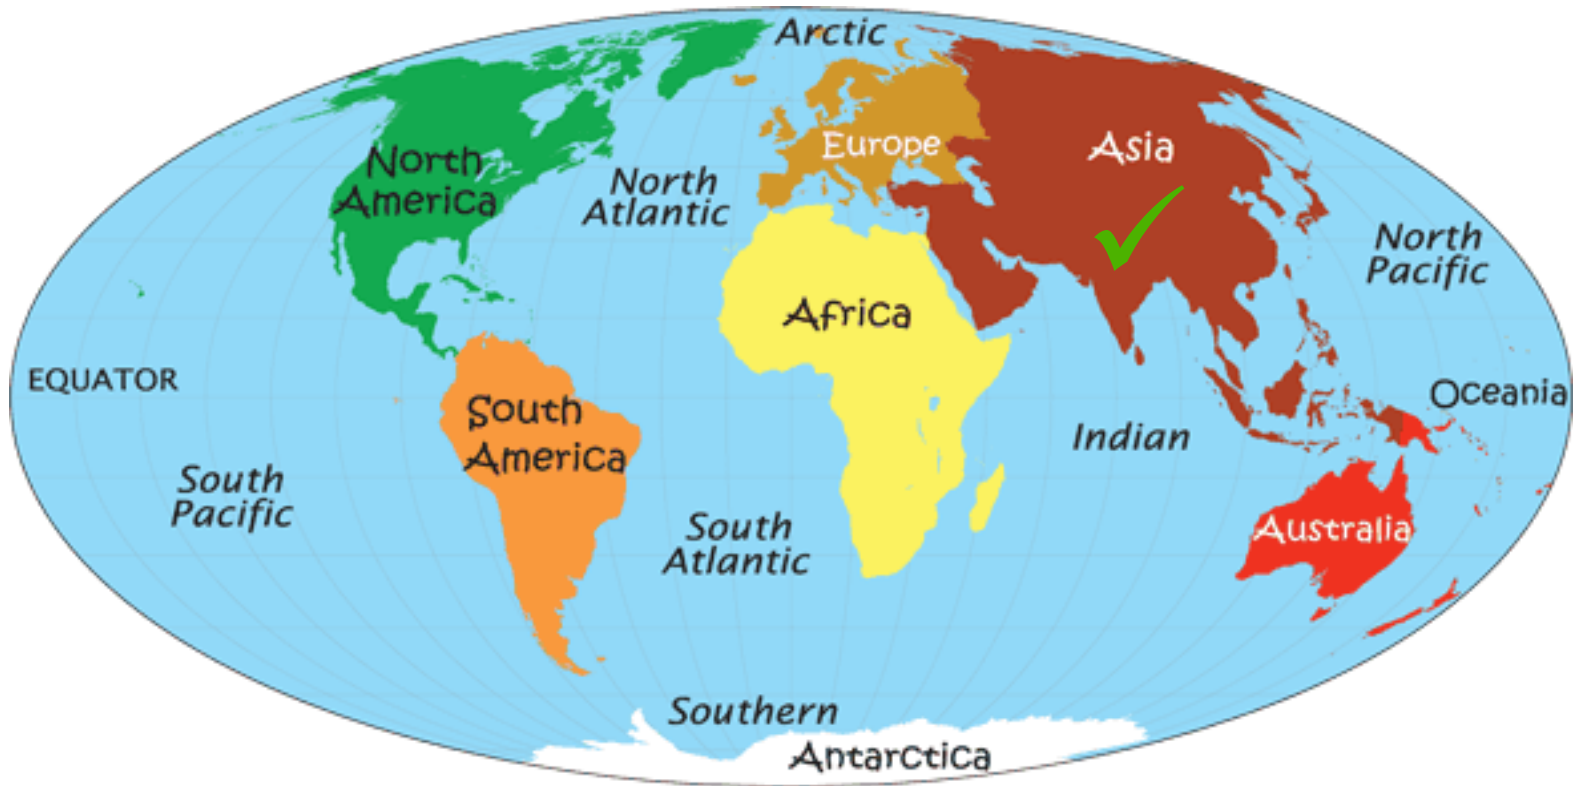 Arctic
North
America
Europe
Asia
North
Atlantic
North
Pacific
Africa
EQUATOR
Oceania
South
America
Indian
South
Pacific
South
Atlantic
Australia
Southern
Antarctica